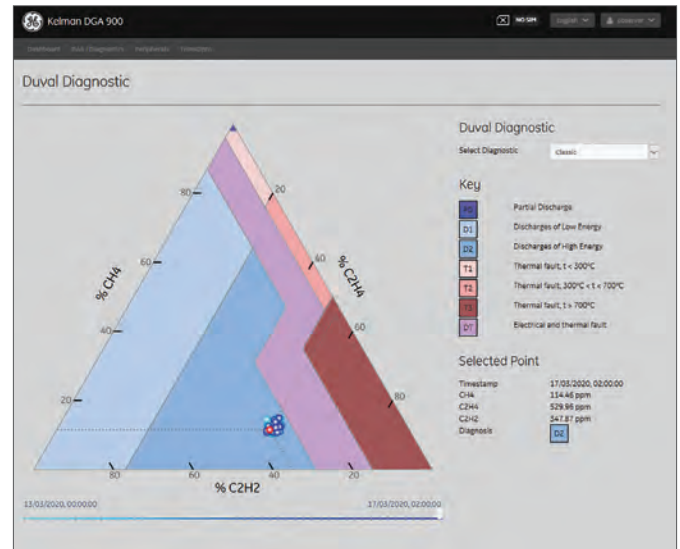 Kelman DGA 900
NO SIM
English
observer
Dashboard
Peripherals
Duval Diagnostic
Duval Diagnostic
Select Diagnostic
Classic
Key
PD Partial Discharge
D1 Discharges of Low Energy
D2 Discharges of High Energy
T1 Thermal fault, t < 300°C
T2 Thermal fault, 300°C < t < 700°C
T3 Thermal fault, t > 700°C
DT Electrical and thermal fault
80
20
60
40
% CH4
% C2H4
40
60
20
80
80
60
40
20
% C2H2
Selected Point
Timestamp 17/03/2020, 02:00:00
CH4 114.46 ppm
C2H4 529.96 ppm
C2H2 347.87 ppm
Diagnosis D2
13/03/2020, 00:00:00
17/03/2020, 02:00:00